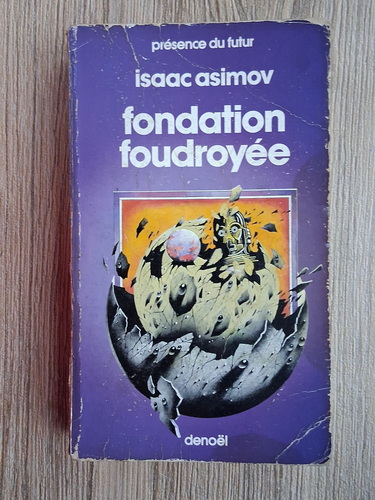 présence du futur
isaac asimov
fondation
foudroyée
denoël